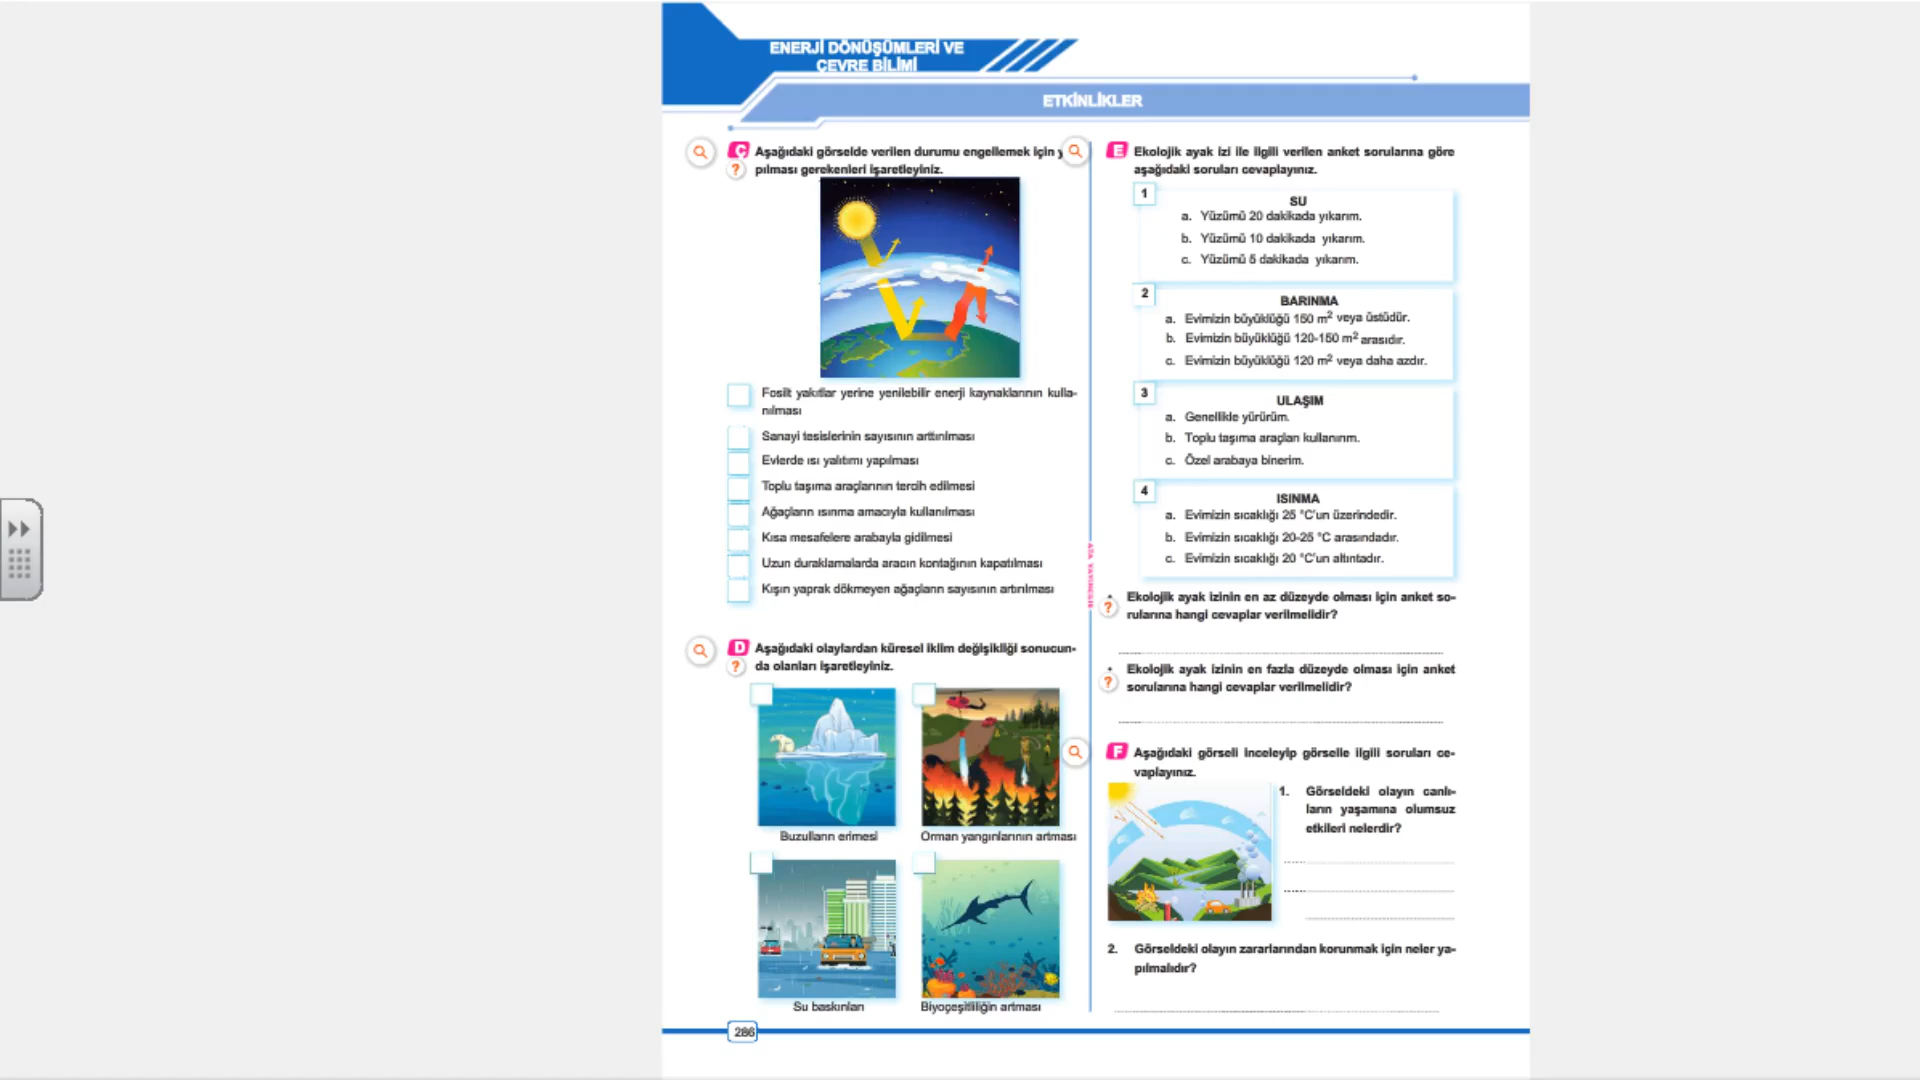 ENERJİ DÖNÜŞÜMLERİ VE
ÇEVRE BİLİMİ
ETKİNLİKLER
Ç Aşağıdaki görselde verilen durumu engellemek için y
? pılması gerekenleri işaretleyiniz.
Fosilt yakıtlar yerine yenilebilir enerji kaynaklarının kulla-
nılması
Sanayi tesislerinin sayısının arttırılması
Evlerde ısı yalıtımı yapılması
Toplu taşıma araçlarının tercih edilmesi
Ağaçların ısınma amacıyla kullanılması
Kısa mesafelere arabayla gidilmesi
Uzun duraklamalarda aracın kontağının kapatılması
Kışın yaprak dökmeyen ağaçların sayısının artırılması
D Aşağıdaki olaylardan küresel iklim değişikliği sonucun-
? da olanları işaretleyiniz.
Buzulların erimesi
Orman yangınlarının artması
Su baskınları
Biyoçeşitliliğin artması
ATA YAYINCILIK
E Ekolojik ayak izi ile ilgili verilen anket sorularına göre
aşağıdaki soruları cevaplayınız.
1
SU
a. Yüzümü 20 dakikada yıkarım.
b. Yüzümü 10 dakikada yıkarım.
c. Yüzümü 5 dakikada yıkarım.
2
BARINMA
a. Evimizin büyüklüğü 150 m² veya üstüdür.
b. Evimizin büyüklüğü 120-150 m² arasıdır.
c. Evimizin büyüklüğü 120 m² veya daha azdır.
3
ULAŞIM
a. Genellikle yürürüm.
b. Toplu taşıma araçları kullanırım.
c. Özel arabaya binerim.
4
ISINMA
a. Evimizin sıcaklığı 25 °C'un üzerindedir.
b. Evimizin sıcaklığı 20-25 °C arasındadır.
c. Evimizin sıcaklığı 20 °C'un altıntadır.
• Ekolojik ayak izinin en az düzeyde olması için anket so-
? rularına hangi cevaplar verilmelidir?
• Ekolojik ayak izinin en fazla düzeyde olması için anket
? sorularına hangi cevaplar verilmelidir?
F Aşağıdaki görseli inceleyip görselle ilgili soruları ce-
vaplayınız.
1. Görseldeki olayın canlı-
ların yaşamına olumsuz
etkileri nelerdir?
2. Görseldeki olayın zararlarından korunmak için neler ya-
pılmalıdır?
286